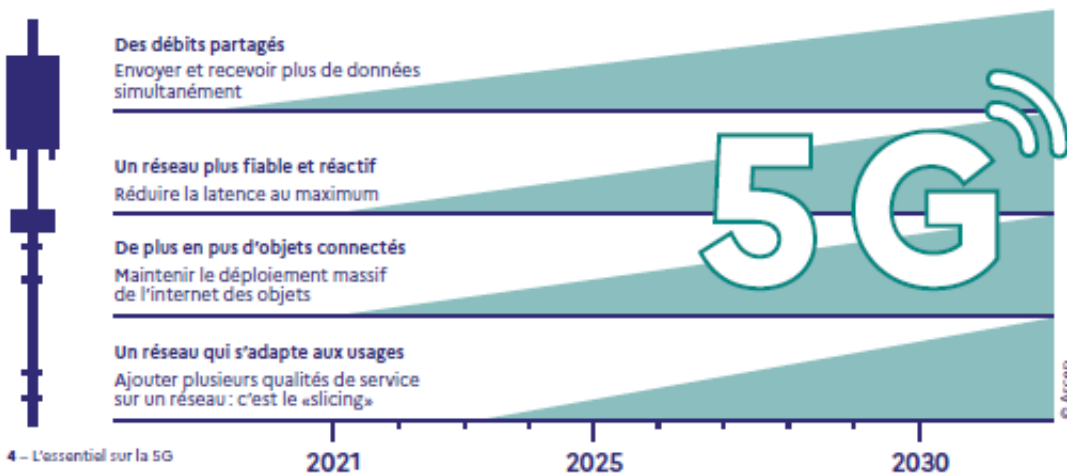 Des débits partagés
Envoyer et recevoir plus de données
simultanément
Un réseau plus fiable et réactif
Réduire la latence au maximum
De plus en pus d'objets connectés
Maintenir le déploiement massif
de l'internet des objets
Un réseau qui s'adapte aux usages
Ajouter plusieurs qualités de service
sur un réseau : c'est le «slicing»
5G
© Arcep
4 – L'essentiel sur la 5G
2021
2025
2030